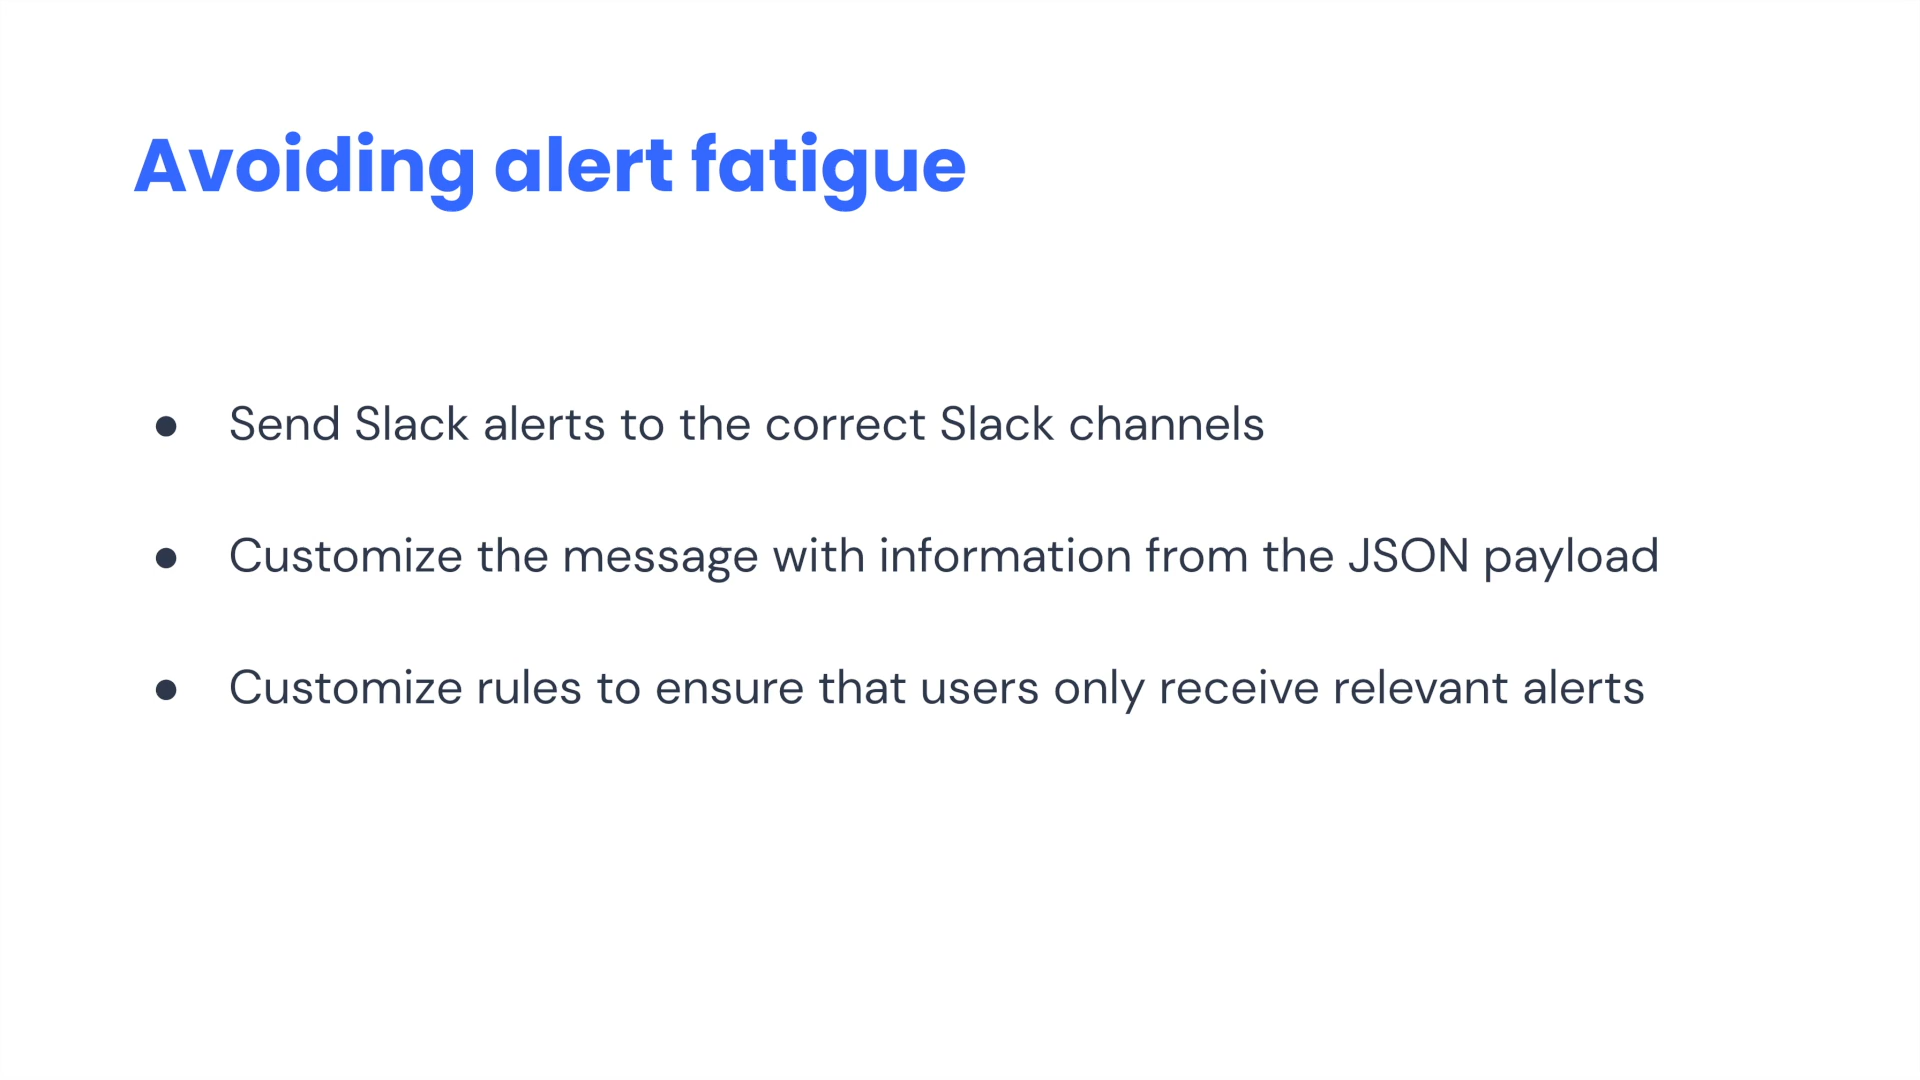 Avoiding alert fatigue
● Send Slack alerts to the correct Slack channels
● Customize the message with information from the JSON payload
● Customize rules to ensure that users only receive relevant alerts